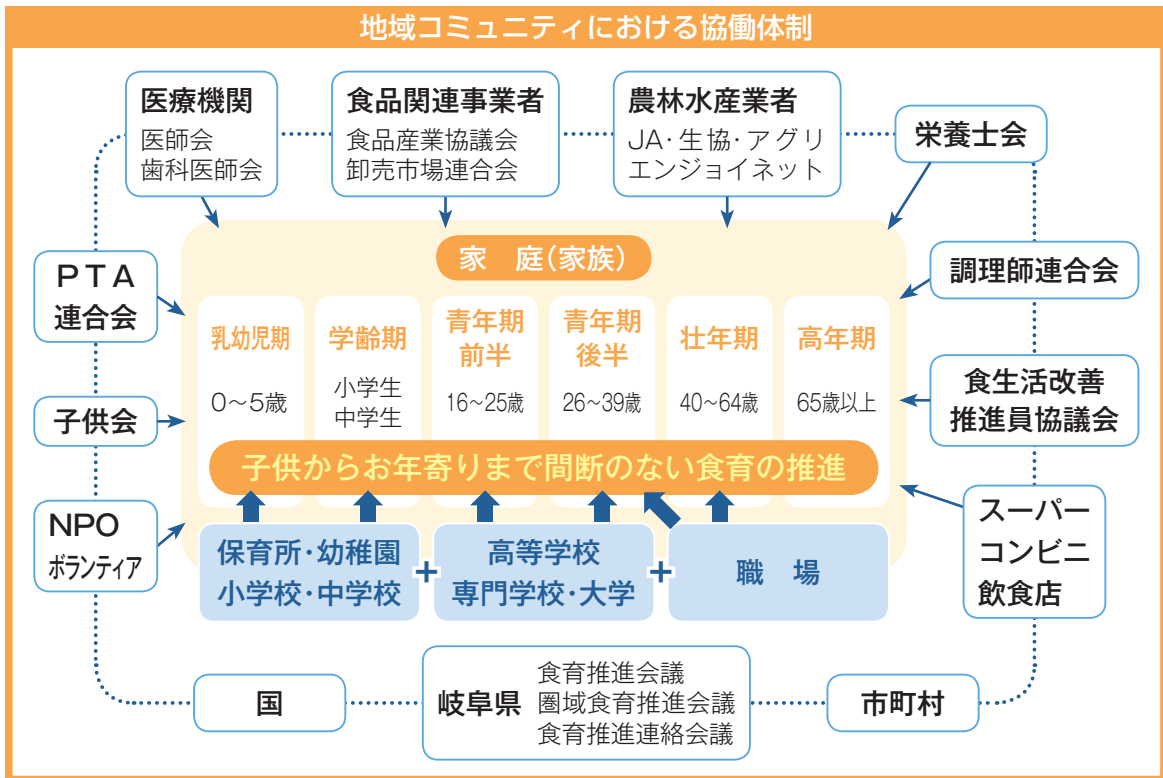 地域コミュニティにおける協働体制
医療機関
医師会
歯科医師会
食品関連事業者
食品産業協議会
卸売市場連合会
農林水産業者
JA・生協・アグリ
エンジョイネット
栄養士会
PTA
連合会
子供会
NPO
ボランティア
家 庭(家族)
乳幼児期
0~5歳
学齢期
小学生
中学生
青年期
前半
16~25歳
青年期
後半
26~39歳
壮年期
40~64歳
高年期
65歳以上
子供からお年寄りまで間断のない食育の推進
保育所・幼稚園
小学校・中学校
+
高等学校
専門学校・大学
+
職 場
調理師連合会
食生活改善
推進員協議会
スーパー
コンビニ
飲食店
国
岐阜県
食育推進会議
圏域食育推進会議
食育推進連絡会議
市町村